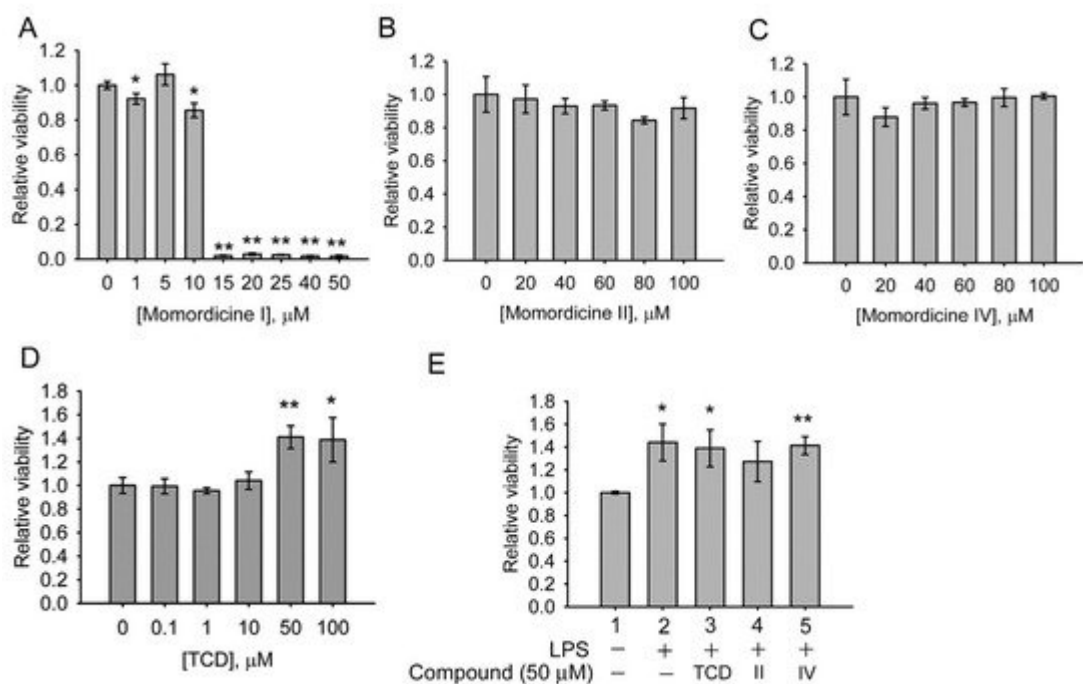 A
Relative viability
1.2
1.0
0.8
0.6
0.4
0.2
0.0
* * ** ** ** ** **
0 1 5 10 15 20 25 40 50
[Momordicine I], μM
B
Relative viability
1.2
1.0
0.8
0.6
0.4
0.2
0.0
0 20 40 60 80 100
[Momordicine II], μM
C
Relative viability
1.2
1.0
0.8
0.6
0.4
0.2
0.0
0 20 40 60 80 100
[Momordicine IV], μM
D
Relative viability
1.8
1.6
1.4
1.2
1.0
0.8
0.6
0.4
0.2
0.0
** *
0 0.1 1 10 50 100
[TCD], μM
E
Relative viability
1.8
1.6
1.4
1.2
1.0
0.8
0.6
0.4
0.2
0.0
* * **
1 2 3 4 5
LPS – + + + +
Compound (50 μM) – – TCD II IV